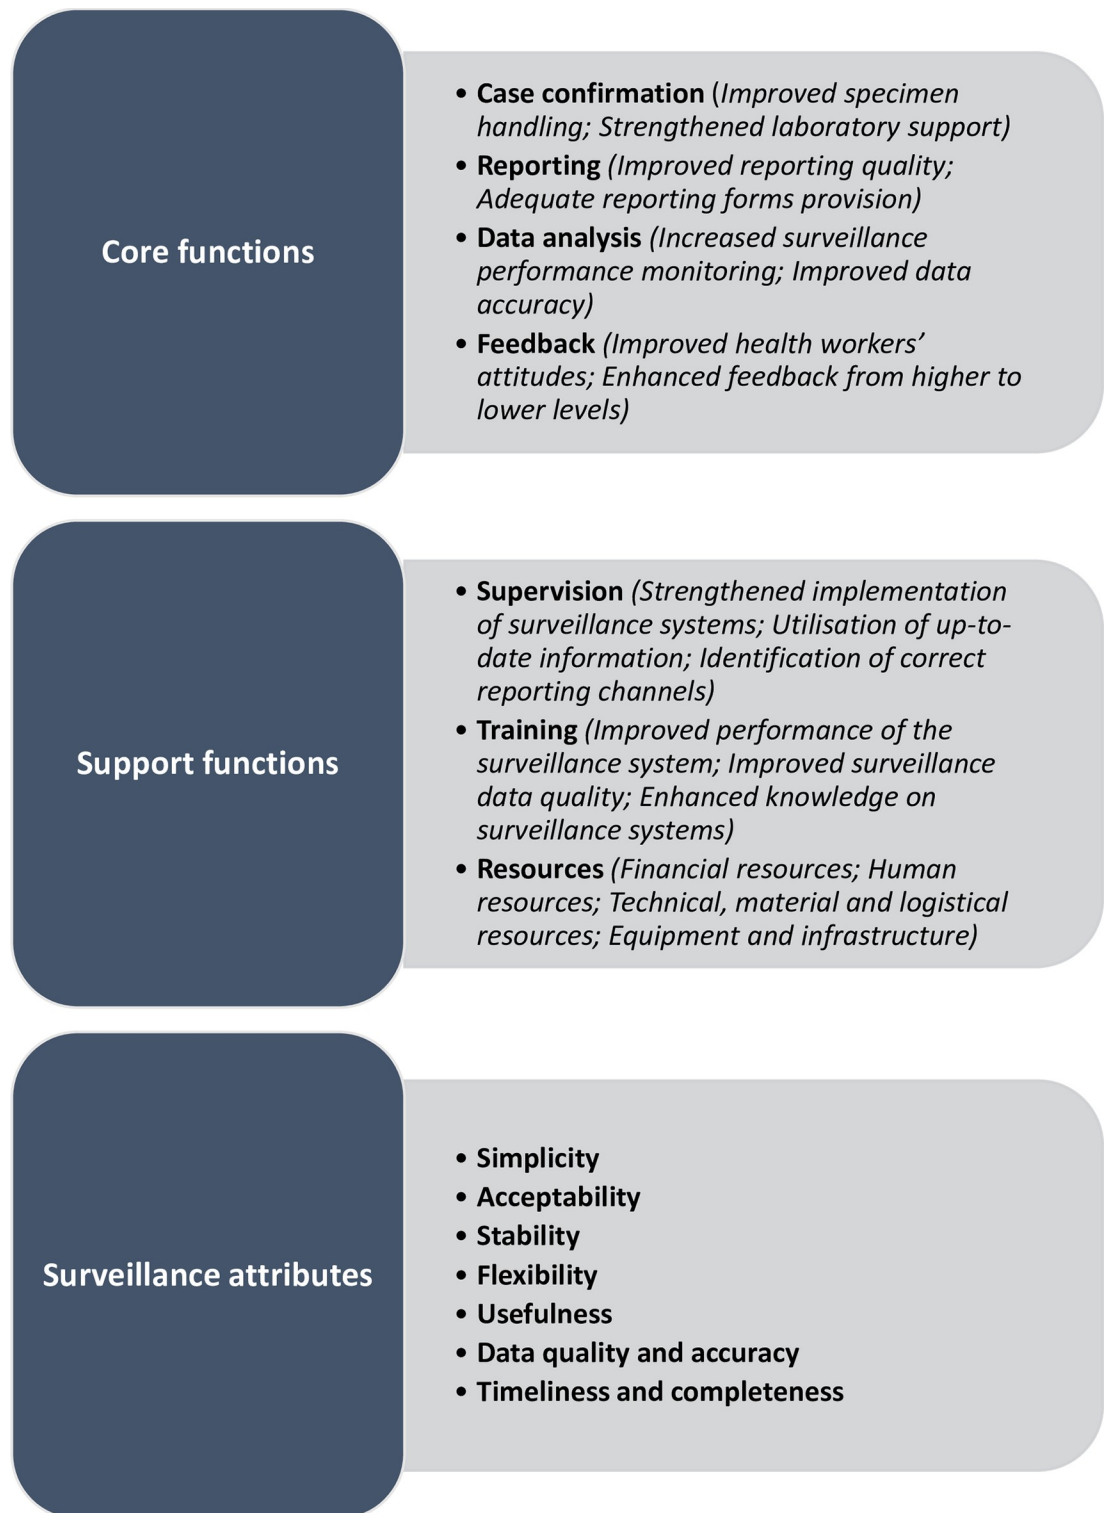 Core functions
• Case confirmation (Improved specimen
handling; Strengthened laboratory support)
• Reporting (Improved reporting quality;
Adequate reporting forms provision)
• Data analysis (Increased surveillance
performance monitoring; Improved data
accuracy)
• Feedback (Improved health workers’
attitudes; Enhanced feedback from higher to
lower levels)
Support functions
• Supervision (Strengthened implementation
of surveillance systems; Utilisation of up-to-
date information; Identification of correct
reporting channels)
• Training (Improved performance of the
surveillance system; Improved surveillance
data quality; Enhanced knowledge on
surveillance systems)
• Resources (Financial resources; Human
resources; Technical, material and logistical
resources; Equipment and infrastructure)
Surveillance attributes
• Simplicity
• Acceptability
• Stability
• Flexibility
• Usefulness
• Data quality and accuracy
• Timeliness and completeness